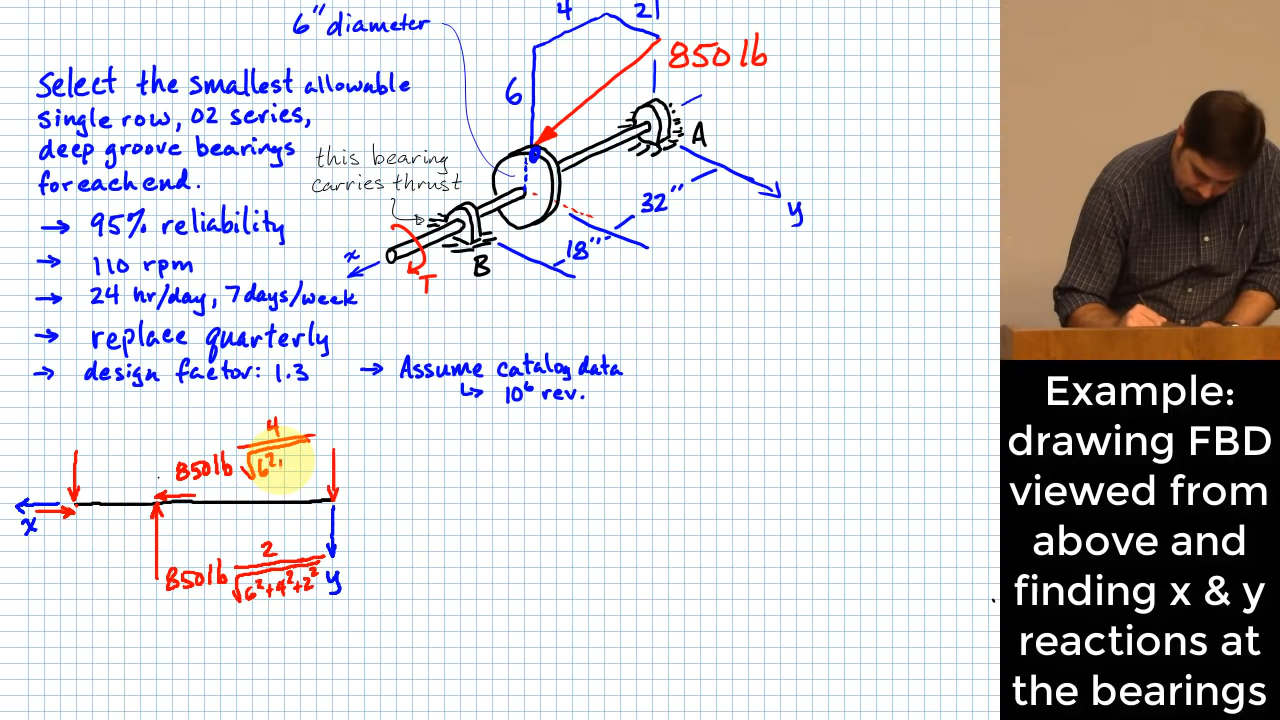 6" diameter
4
2
850 lb
6
Select the smallest allowable
single row, 02 series,
deep groove bearings
for each end.
this bearing
carries thrust
A
y
32"
18"
B
x
T
→ 95% reliability
→ 110 rpm
→ 24 hr/day, 7 days/week
→ replace quarterly
→ design factor: 1.3
→ Assume catalog data
↳ 10⁶ rev.
850 lb 4/√6²
x
850 lb 2/√6²+4²+2²
y
Example:
drawing FBD
viewed from
above and
finding x & y
reactions at
the bearings